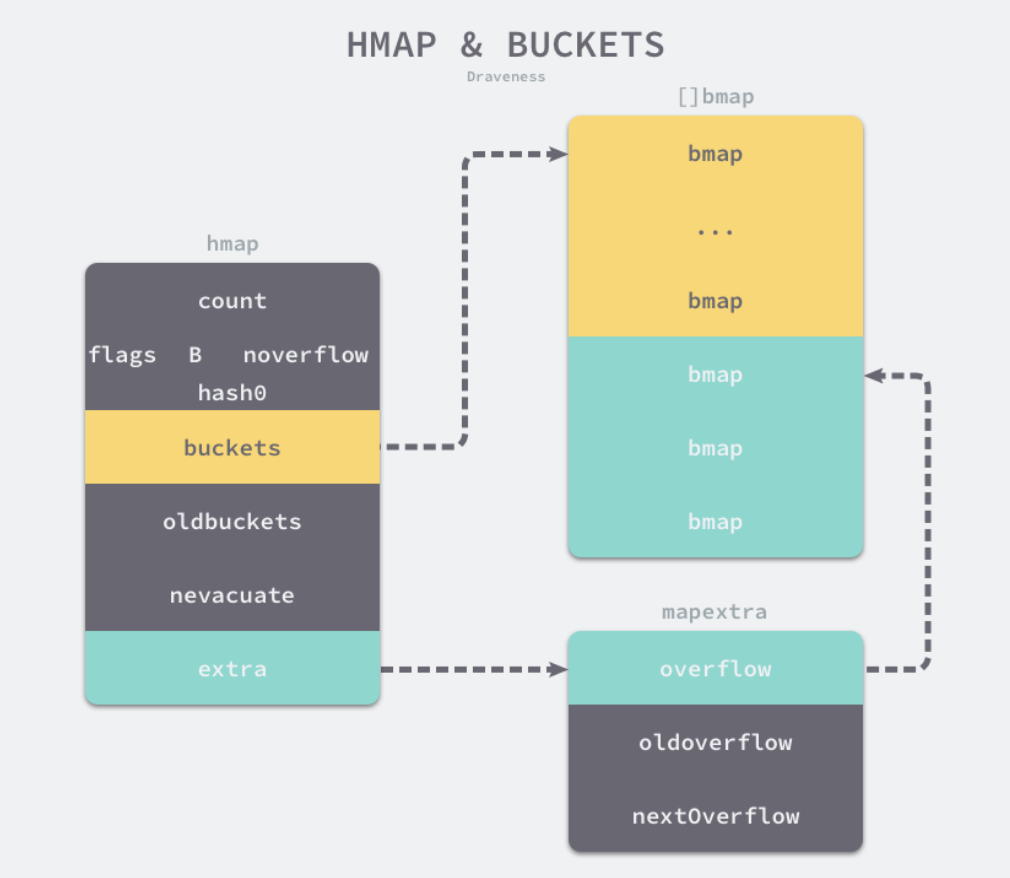 HMAP & BUCKETS
Draveness
[]bmap
bmap
...
bmap
bmap
bmap
bmap
hmap
count
flags B noverflow
hash0
buckets
oldbuckets
nevacuate
extra
mapextra
overflow
oldoverflow
nextOverflow